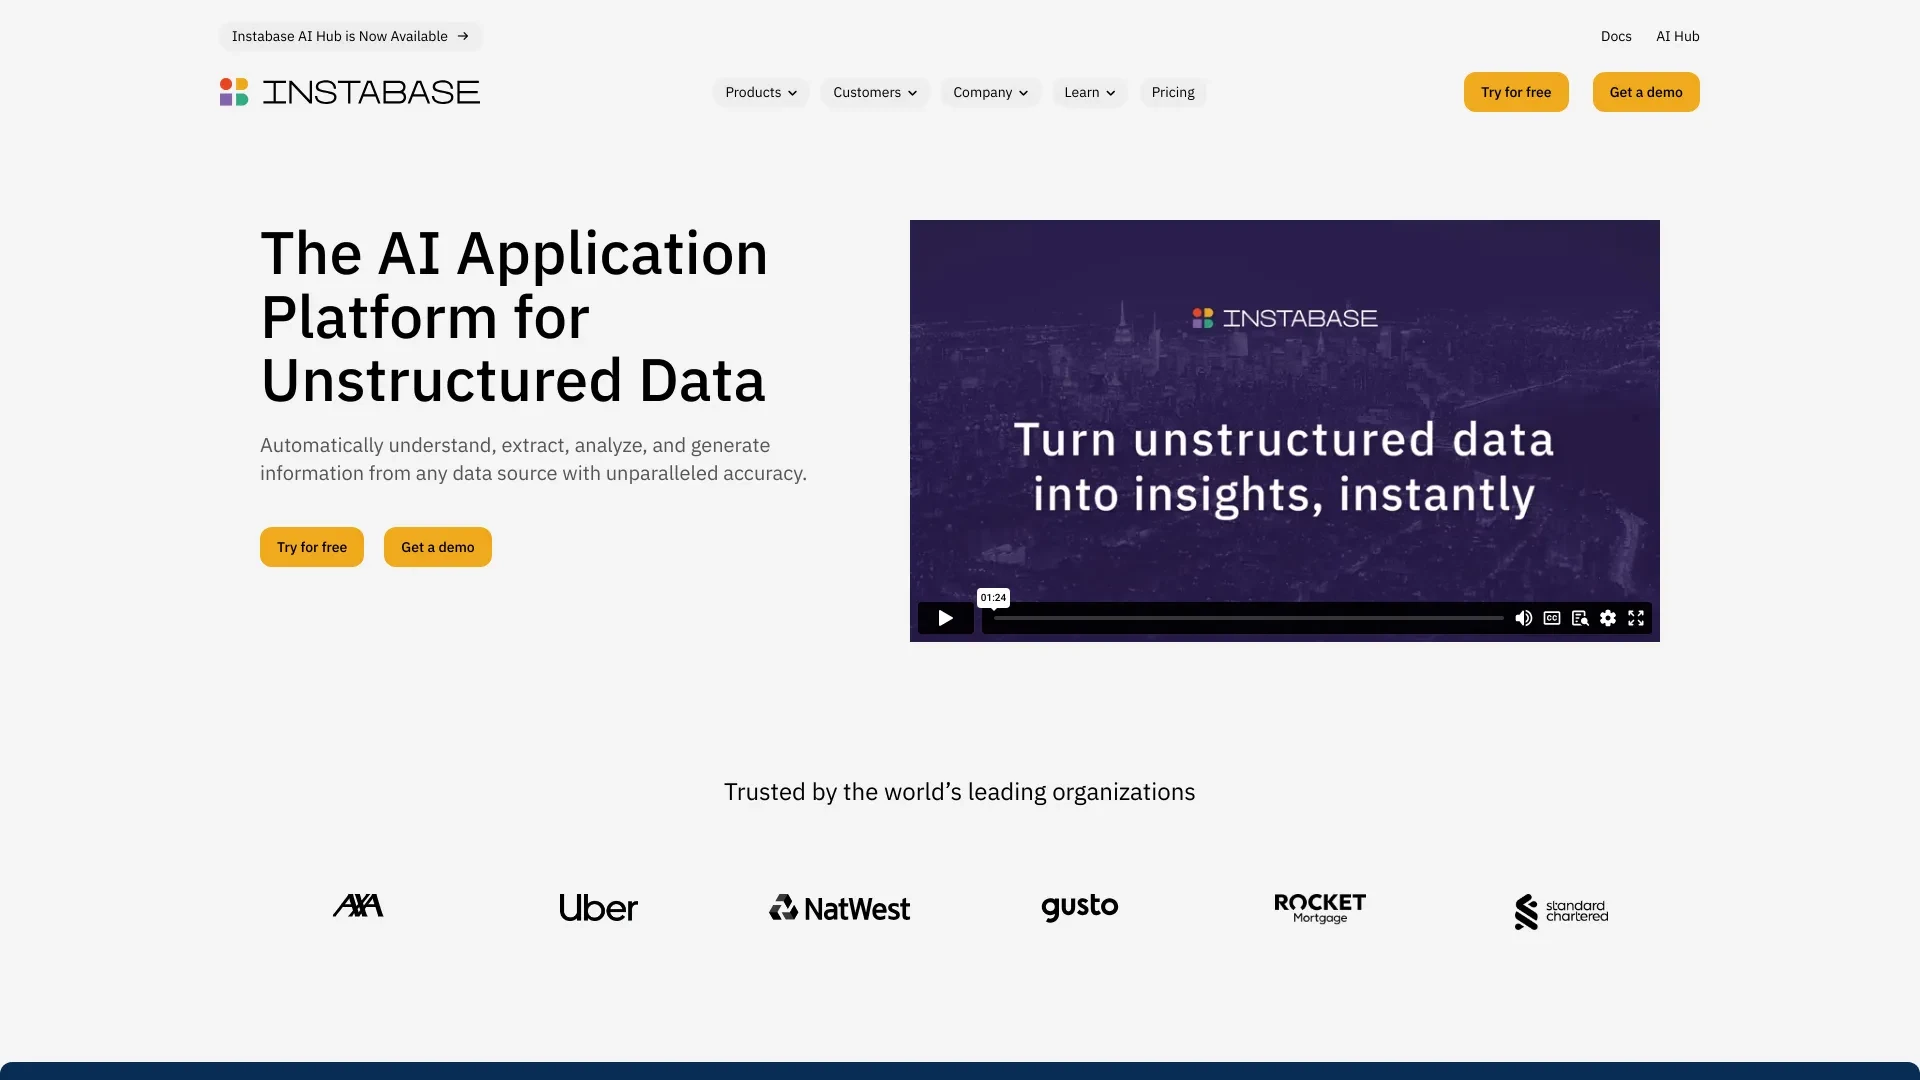 Instabase AI Hub is Now Available
Docs
AI Hub
INSTABASE
Products
Customers
Company
Learn
Pricing
Try for free
Get a demo
The AI Application
Platform for
Unstructured Data
Automatically understand, extract, analyze, and generate
information from any data source with unparalleled accuracy.
Try for free
Get a demo
INSTABASE
Turn unstructured data
into insights, instantly
01:24
CC
Trusted by the world’s leading organizations
AXA
Uber
NatWest
gusto
ROCKET
Mortgage
standard
chartered